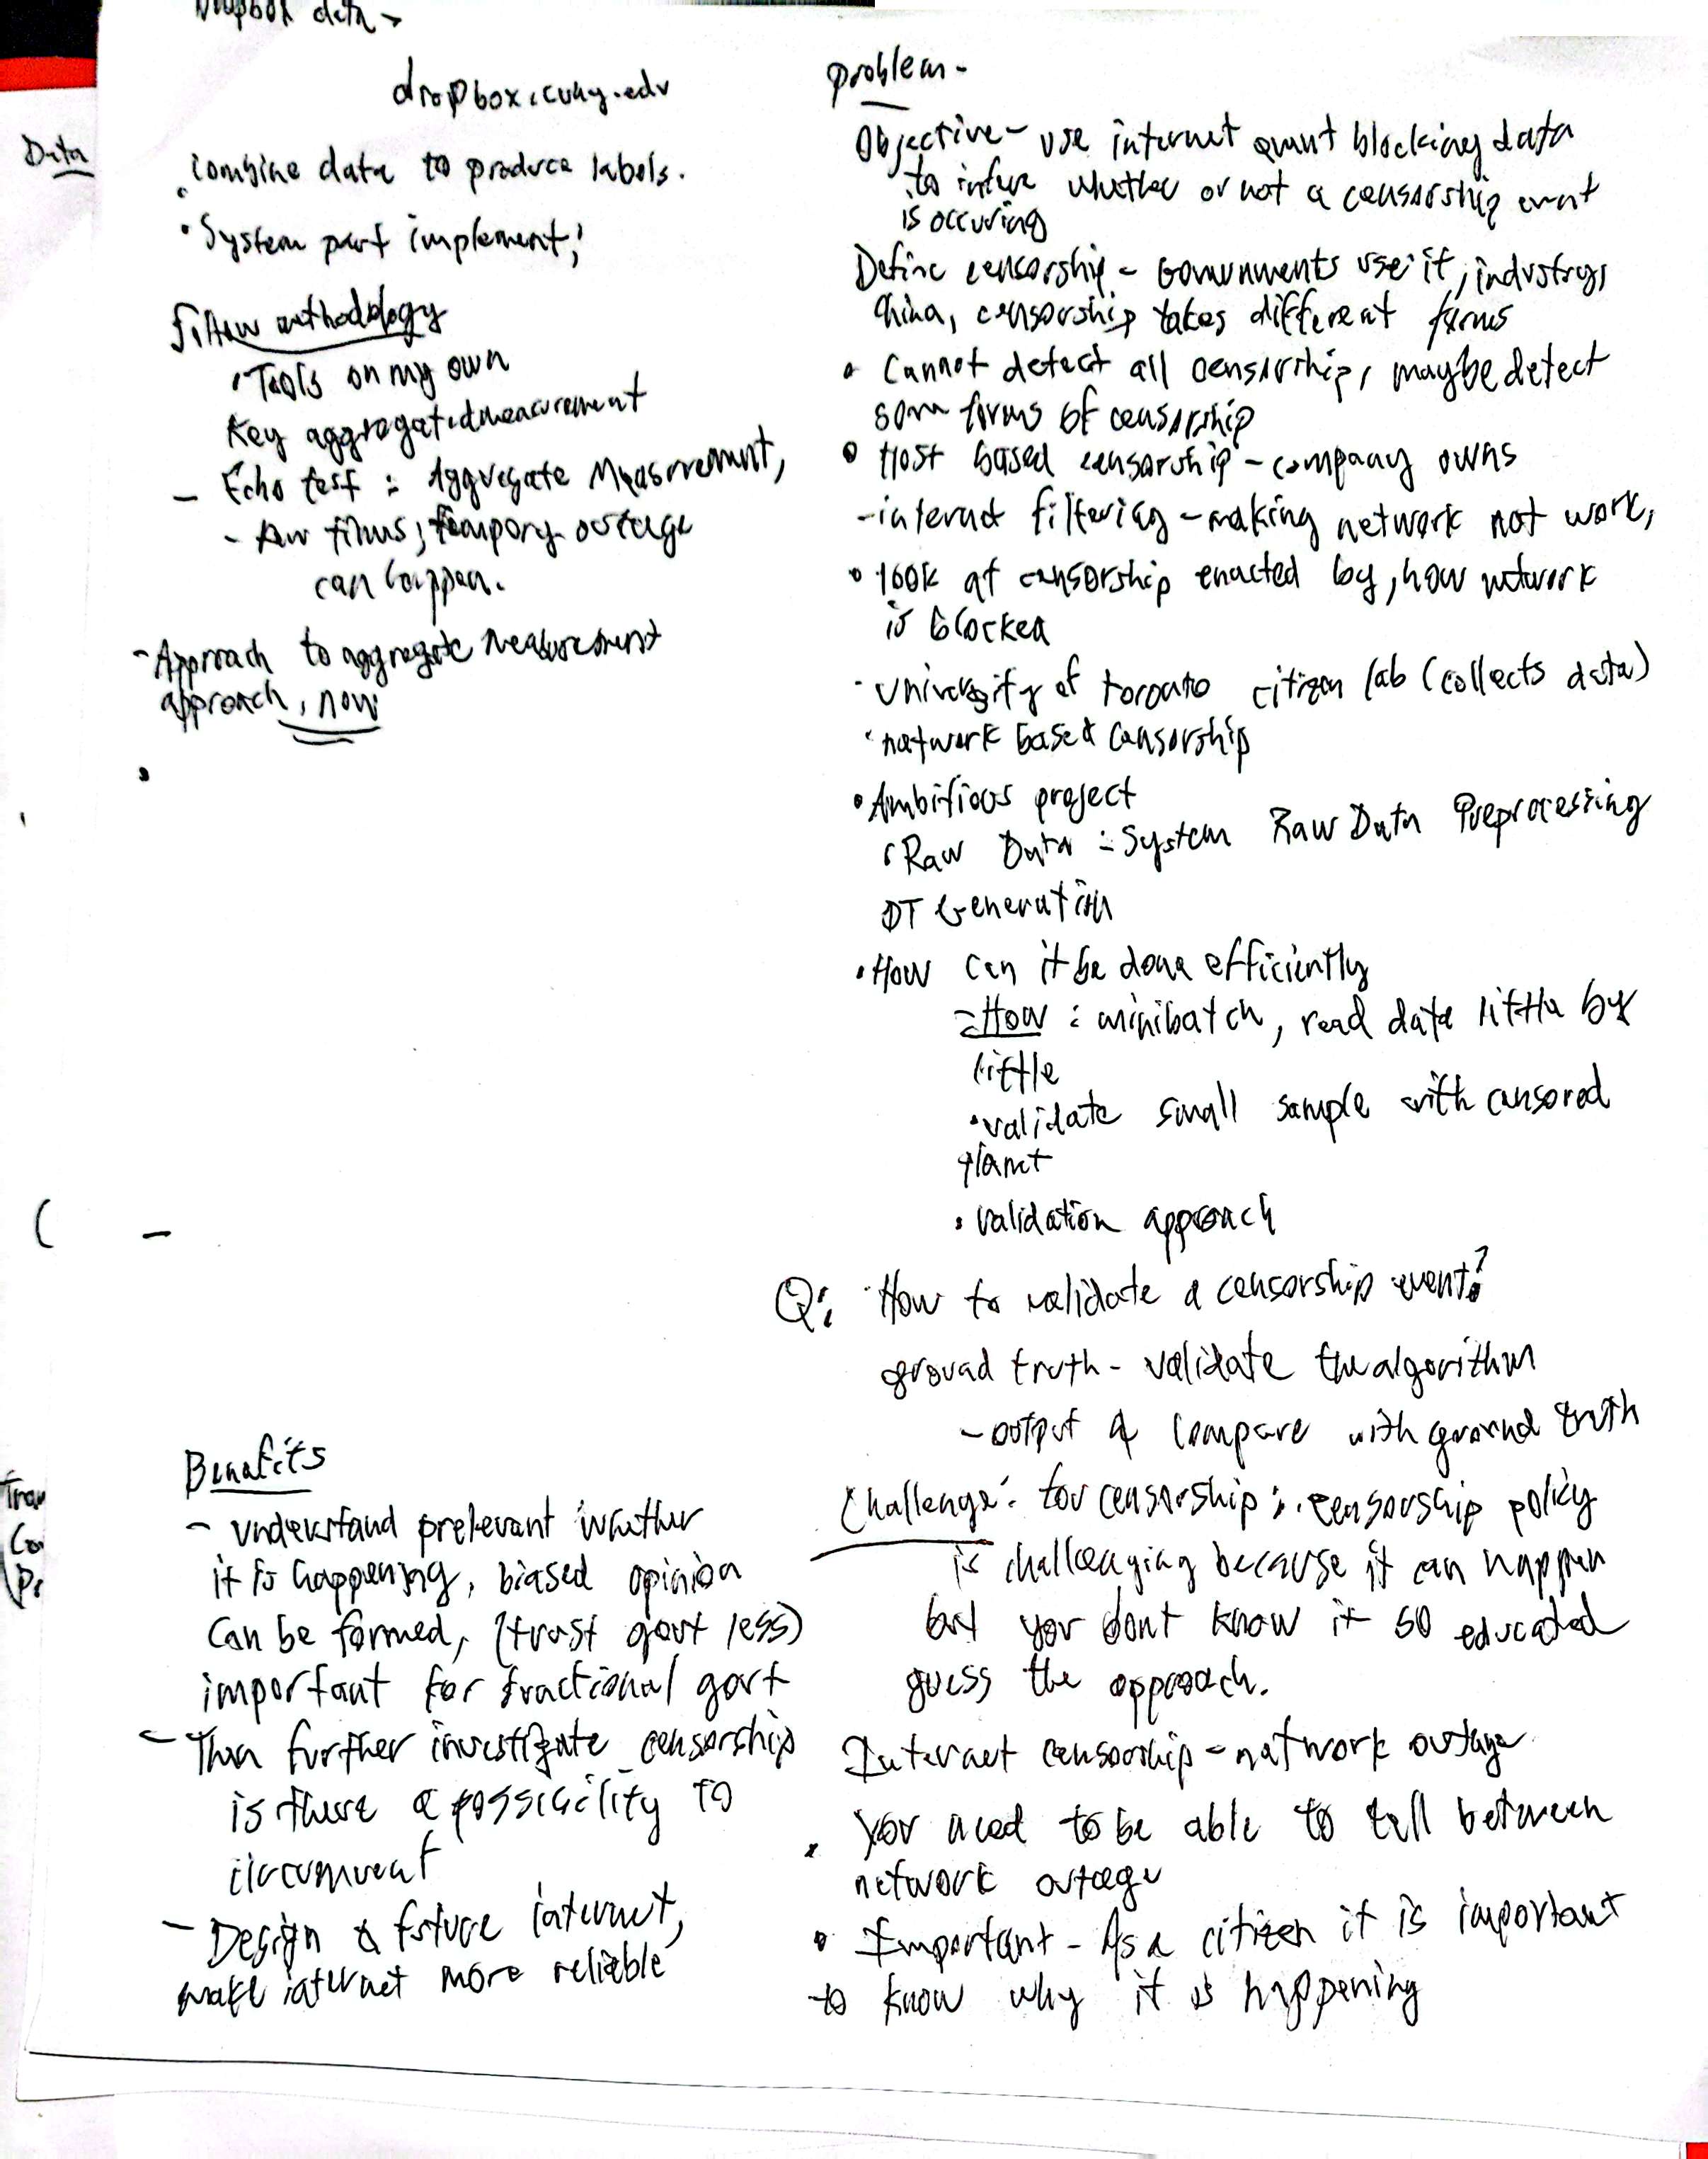 Dropbox data →
dropbox.cuny.edu
Data
• combine data to produce labels.
• System part implement;
methodology
• Tools on my own
Key aggregated measurement
- Echo test : Aggregate Measurement,
- few times; tempory outage
can happen.
- Approach to aggregate measurement
approach, now
Benefits
- understand prelevant whether
it is happening, biased opinion
can be formed, (trust govt less)
important for fractional govt
- Then further investigate censorship
is there a possibility to
circumvent
- Design & future internet,
make internet more reliable
(
-
Tran
Co
Pr
problem -
Objective - use internet event blocking data
to infure whether or not a censorship event
is occuring
Define censorship - Governments use it, industry,
China, censorship takes different forms
• Cannot detect all censorship, maybe detect
some forms of censorship
• Host based censorship - company owns
- internet filtering - making network not work,
• look at censorship enacted by, how network
is blocked
• University of toronto citizen lab (collects data)
• network based censorship
• Ambitious project
• Raw Data - System Raw Data Preprocessing
DT Generation
• How can it be done efficiently
- How : minibatch, read data little by
little
• validate small sample with censored
planet
• validation approach
Q: How to validate a censorship event?
ground truth - validate the algorithm
- output & compare with ground truth
Challenge: for censorship; censorship policy
is challenging because it can happen
but you dont know it so educated
guess the approach.
Internet censorship - network outage
• you need to be able to tell between
network outage
• Important - As a citizen it is important
to know why it is happening